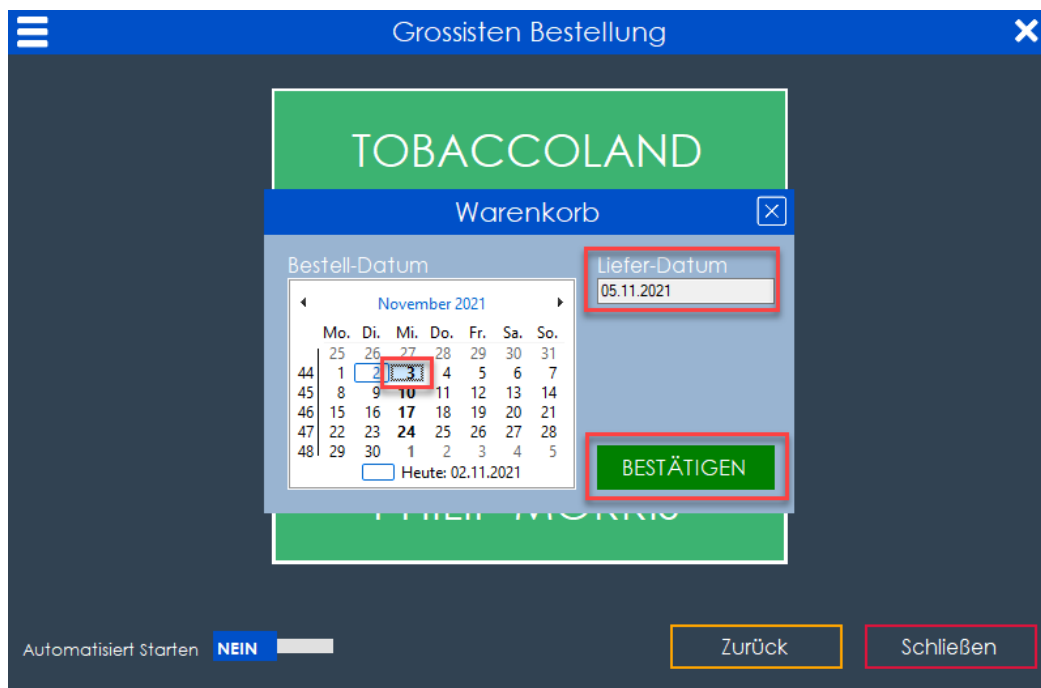 Grossisten Bestellung
TOBACCOLAND
Warenkorb
Bestell-Datum
Liefer-Datum
05.11.2021
November 2021
Mo. Di. Mi. Do. Fr. Sa. So.
25 26 27 28 29 30 31
44 1 2 3 4 5 6 7
45 8 9 10 11 12 13 14
46 15 16 17 18 19 20 21
47 22 23 24 25 26 27 28
48 29 30 1 2 3 4 5
Heute: 02.11.2021
BESTÄTIGEN
PHILIP MORRIS
Automatisiert Starten NEIN
Zurück
Schließen